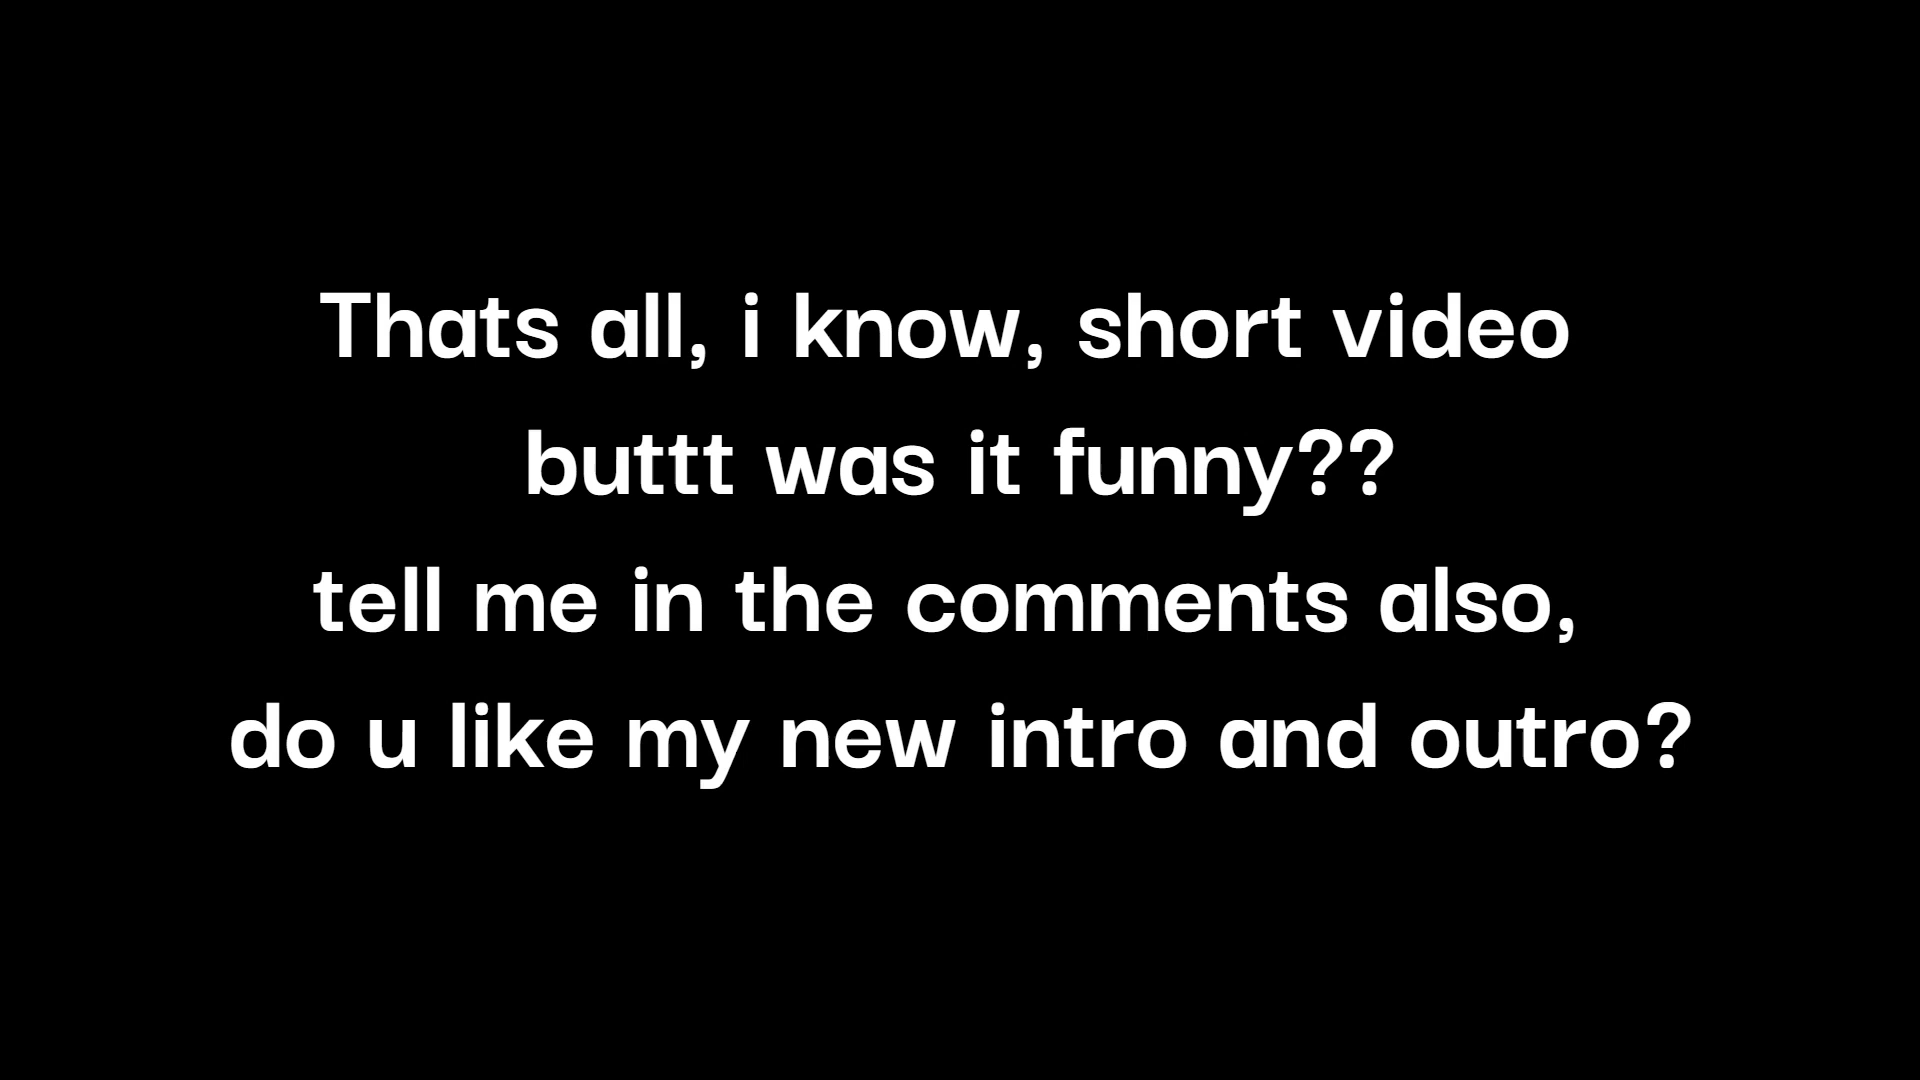 Thats all, i know, short video
buttt was it funny??
tell me in the comments also,
do u like my new intro and outro?